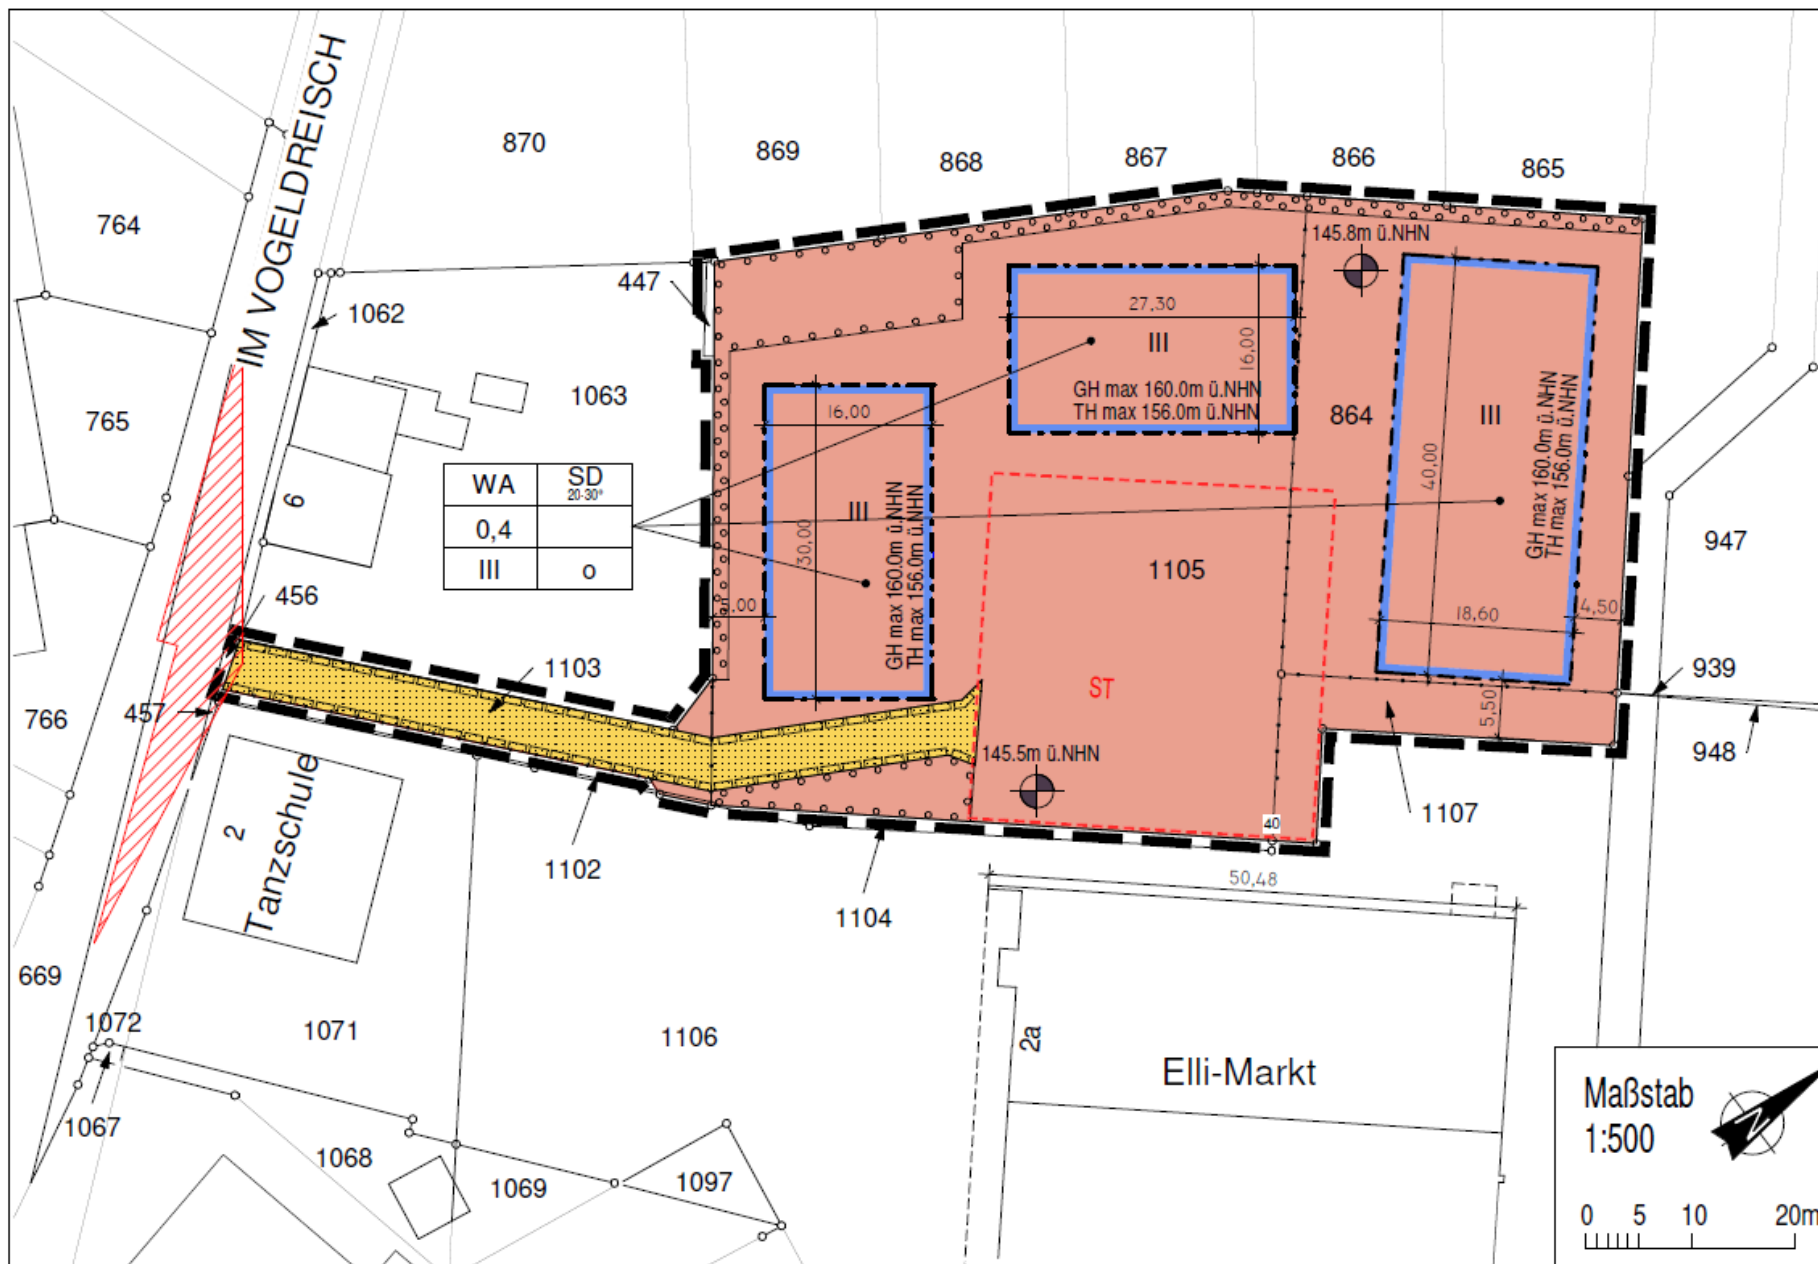 IM VOGELDREISCH
870
869
868
867
866
865
764
145.8m ü.NHN
447
1062
27,30
III
16,00
GH max 160.0m ü.NHN
TH max 156.0m ü.NHN
864
III
40,00
GH max 160.0m ü.NHN
TH max 156.0m ü.NHN
18,60
4,50
765
1063
6
WA
SD
20-30°
0,4
III
o
16,00
III
30,00
GH max 160.0m ü.NHN
TH max 156.0m ü.NHN
5,00
1105
947
456
1103
ST
939
5,50
766
457
145.5m ü.NHN
948
1107
40
2
Tanzschule
1102
1104
50,48
669
1072
1071
1106
2a
Elli-Markt
1067
1068
1069
1097
Maßstab
1:500
N
0 5 10 20m